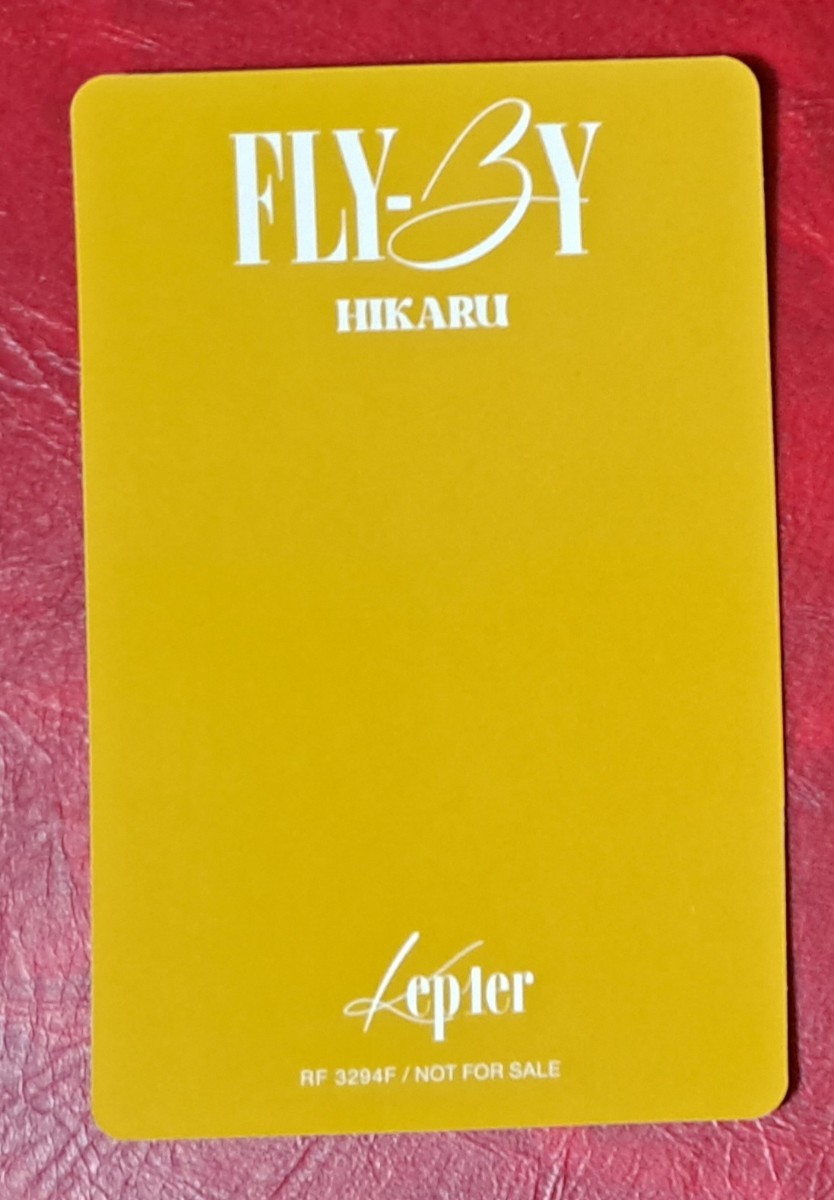 FLY-BY
HIKARU
Kep1er
RF 3294F / NOT FOR SALE